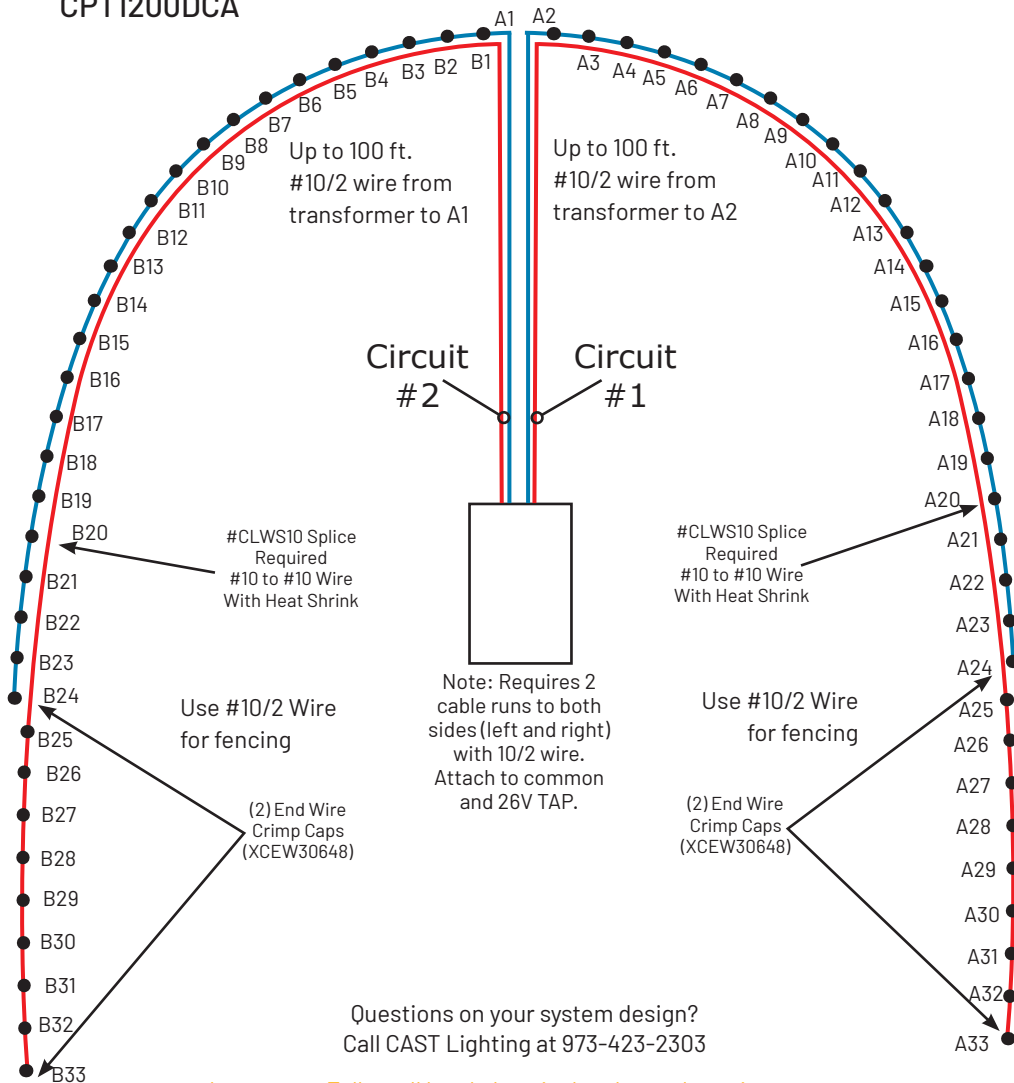 CPT1200DCA
A1
A2
B1
B2
B3
B4
B5
B6
B7
B8
B9
B10
B11
B12
B13
B14
B15
B16
B17
B18
B19
B20
B21
B22
B23
B24
B25
B26
B27
B28
B29
B30
B31
B32
B33
A3
A4
A5
A6
A7
A8
A9
A10
A11
A12
A13
A14
A15
A16
A17
A18
A19
A20
A21
A22
A23
A24
A25
A26
A27
A28
A29
A30
A31
A32
A33
Up to 100 ft.
#10/2 wire from
transformer to A1
Up to 100 ft.
#10/2 wire from
transformer to A2
Circuit
#2
Circuit
#1
#CLWS10 Splice
Required
#10 to #10 Wire
With Heat Shrink
#CLWS10 Splice
Required
#10 to #10 Wire
With Heat Shrink
Note: Requires 2
cable runs to both
sides (left and right)
with 10/2 wire.
Attach to common
and 26V TAP.
Use #10/2 Wire
for fencing
Use #10/2 Wire
for fencing
(2) End Wire
Crimp Caps
(XCEW30648)
(2) End Wire
Crimp Caps
(XCEW30648)
Questions on your system design?
Call CAST Lighting at 973-423-2303